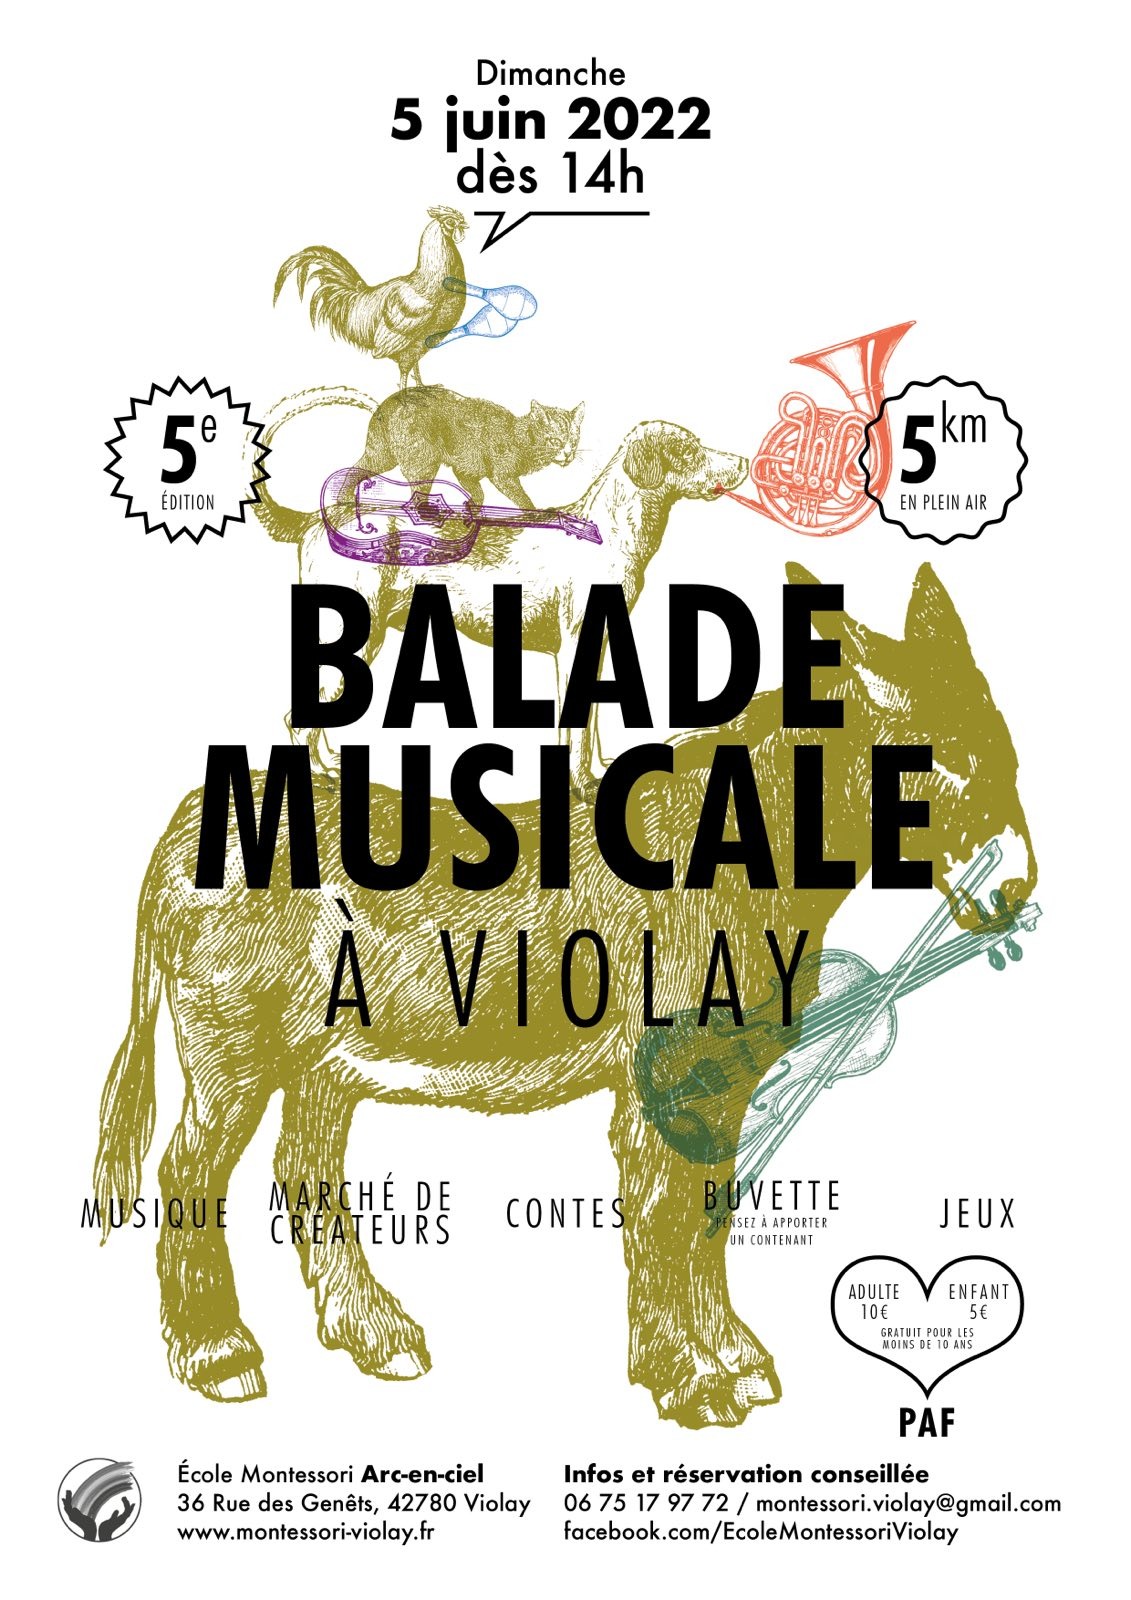 Dimanche
5 juin 2022
dès 14h
5e
ÉDITION
5km
EN PLEIN AIR
BALADE
MUSICALE
À VIOLAY
MUSIQUE
MARCHÉ DE
CRÉATEURS
CONTES
BUVETTE
PENSEZ À APPORTER
UN CONTENANT
JEUX
ADULTE
10€
ENFANT
5€
GRATUIT POUR LES
MOINS DE 10 ANS
PAF
École Montessori Arc-en-ciel
36 Rue des Genêts, 42780 Violay
www.montessori-violay.fr
Infos et réservation conseillée
06 75 17 97 72 / montessori.violay@gmail.com
facebook.com/EcoleMontessoriViolay